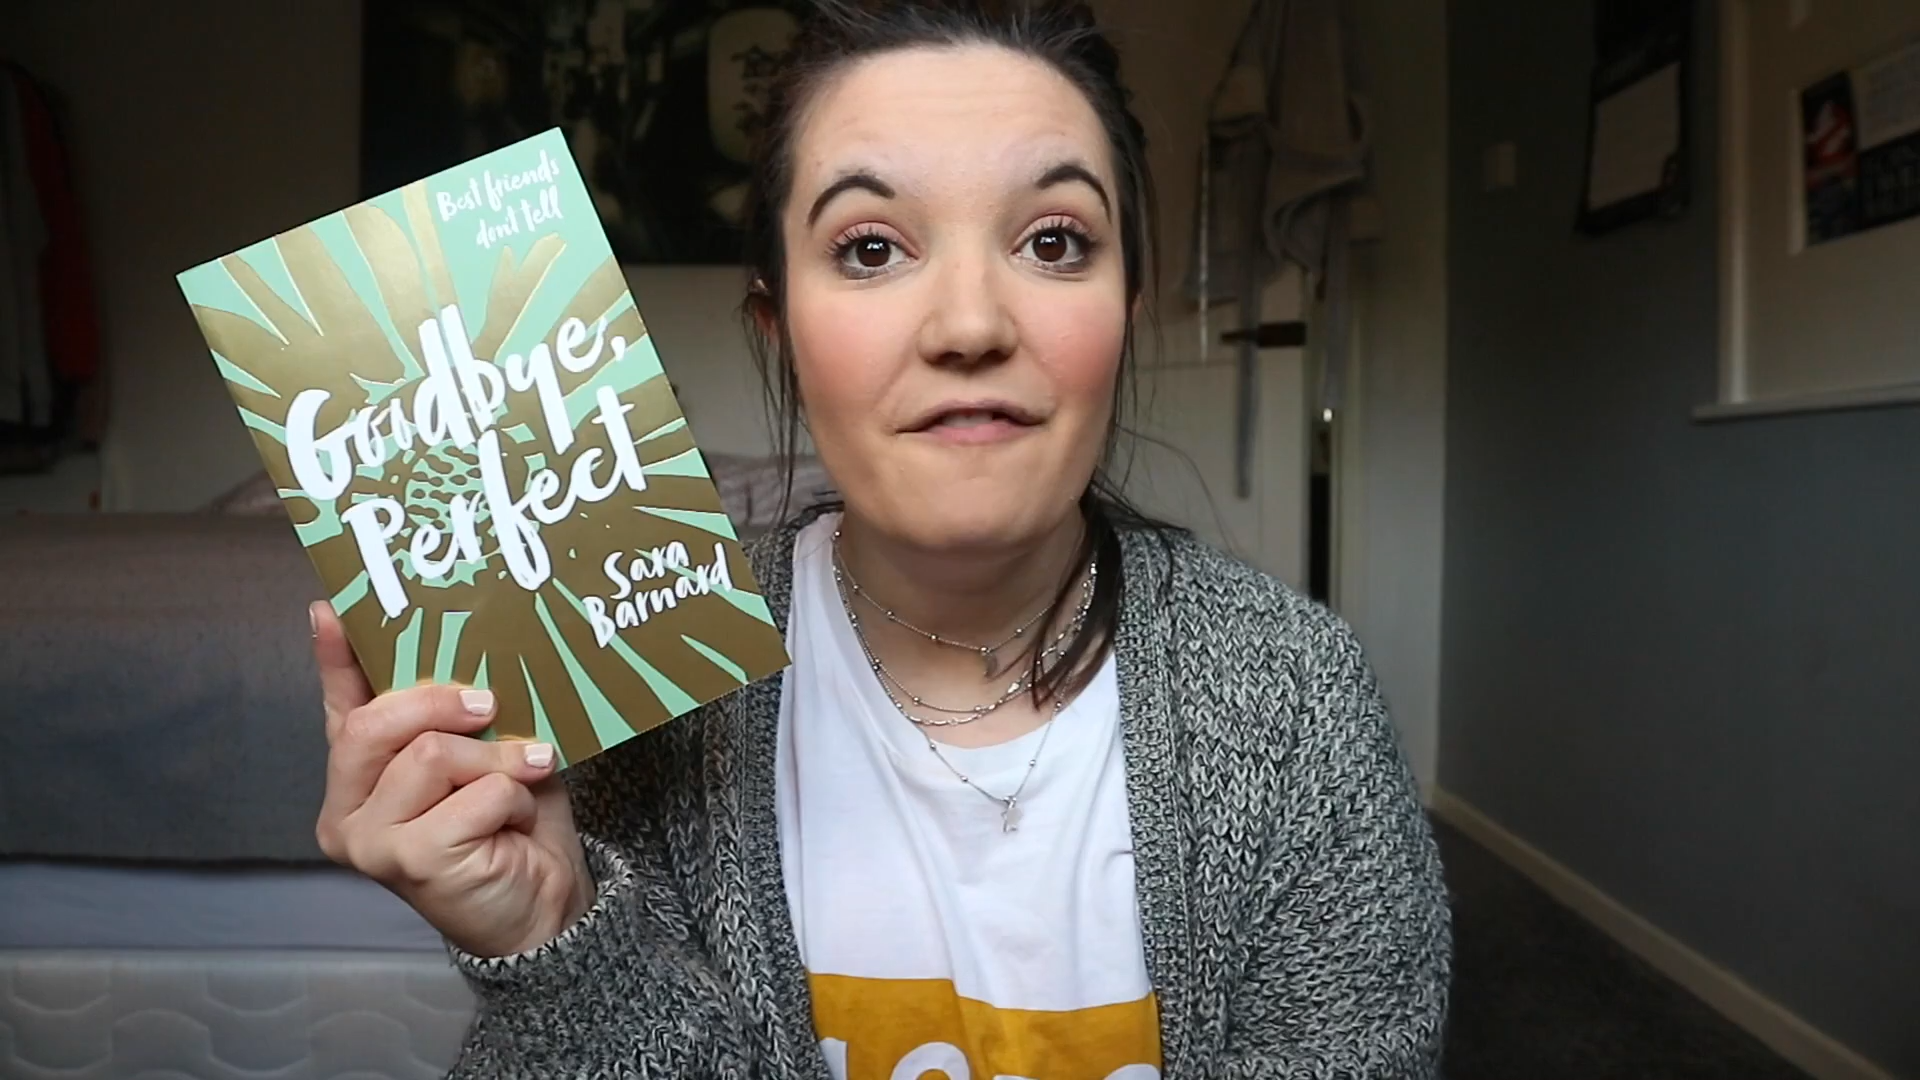 Best friends
don't tell
Goodbye,
Perfect
Sara
Barnard